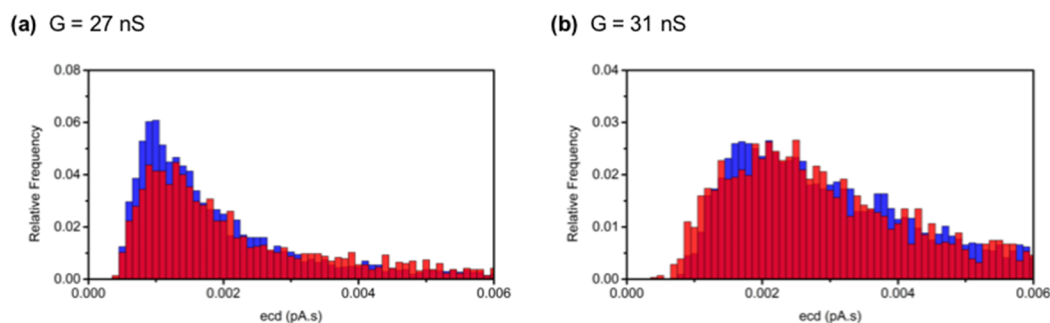 (a) G = 27 nS
0.08
0.06
0.04
0.02
0.00
Relative Frequency
0.000 0.002 0.004 0.006
ecd (pA.s)
(b) G = 31 nS
0.04
0.03
0.02
0.01
0.00
Relative Frequency
0.000 0.002 0.004 0.006
ecd (pA.s)